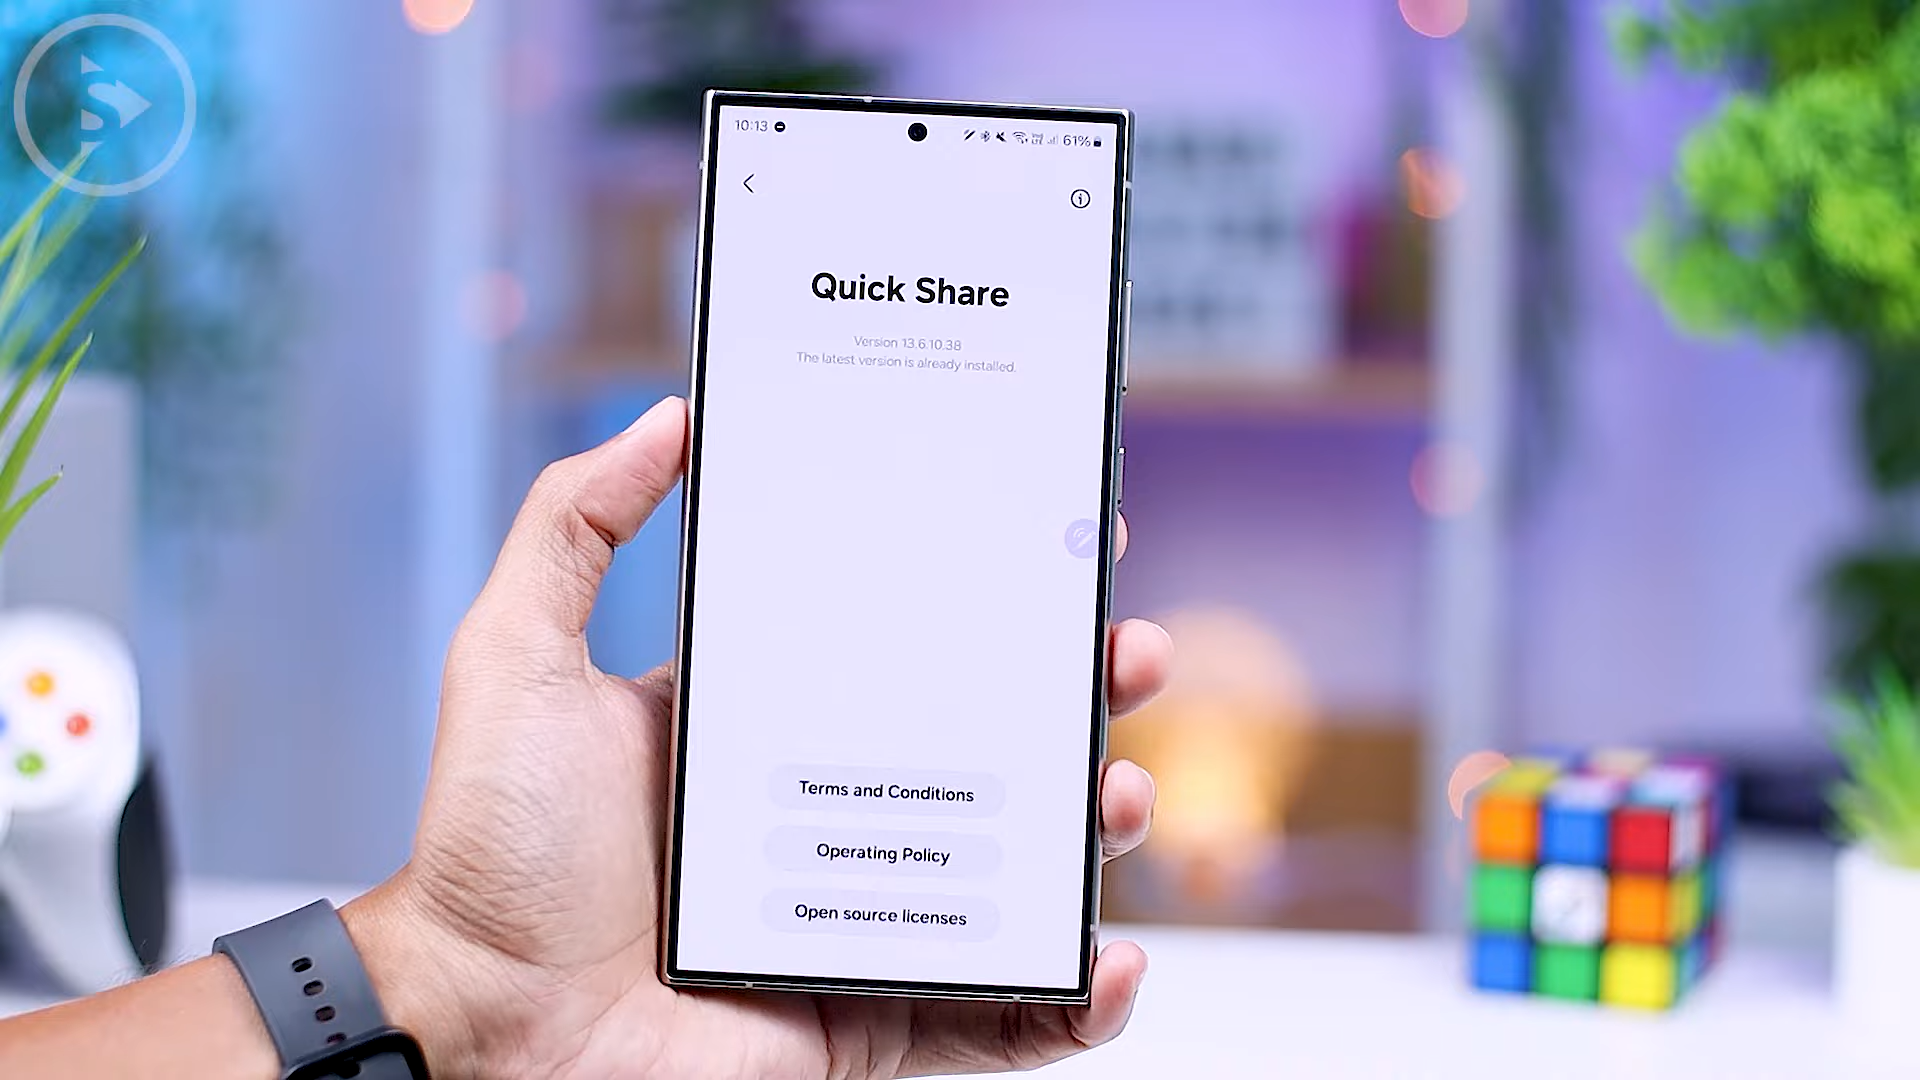 10:13
61%
Quick Share
Version 13.6.10.38
The latest version is already installed.
Terms and Conditions
Operating Policy
Open source licenses